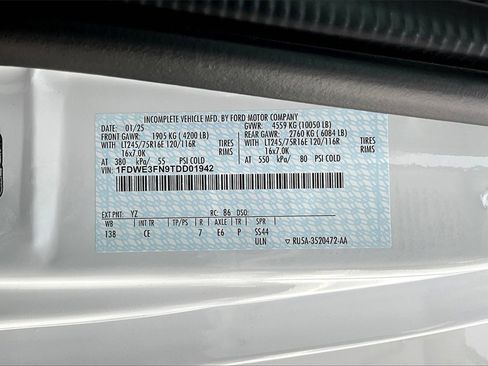 INCOMPLETE VEHICLE MFD. BY FORD MOTOR COMPANY
DATE: 01/25 GVWR: 4559 KG (10050 LB)
FRONT GAWR: 1905 KG ( 4200 LB) REAR GAWR: 2760 KG ( 6084 LB)
WITH LT245/75R16E 120/116R TIRES WITH LT245/75R16E 120/116R TIRES
16x7.0K RIMS 16x7.0K RIMS
AT 380 kPa/ 55 PSI COLD AT 550 kPa/ 80 PSI COLD
VIN: 1FDWE3FN9TDD01942
EXT PNT: YZ RC: 86 DSO:
WB INT TR TP/PS R AXLE TR SPR
138 CE 7 E6 P SS44
ULN ▽ RU5A-3520472-AA